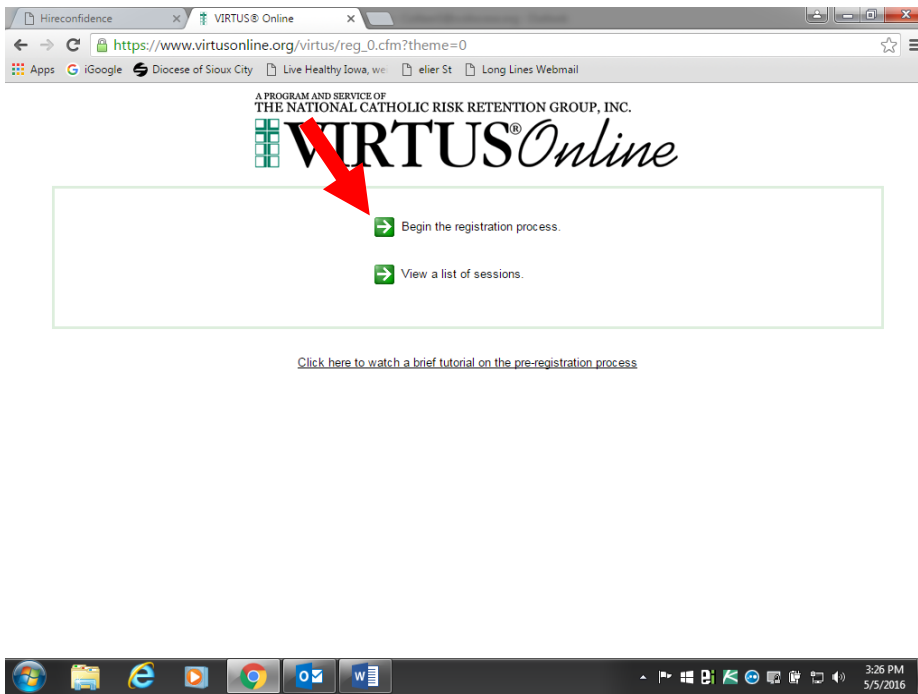 Hireconfidence
VIRTUS® Online
https://www.virtusonline.org/virtus/reg_0.cfm?theme=0
Apps iGoogle Diocese of Sioux City Live Healthy Iowa, we elier St Long Lines Webmail
A PROGRAM AND SERVICE OF
THE NATIONAL CATHOLIC RISK RETENTION GROUP, INC.
VIRTUS®Online
Begin the registration process.
View a list of sessions.
Click here to watch a brief tutorial on the pre-registration process
3:26 PM
5/5/2016